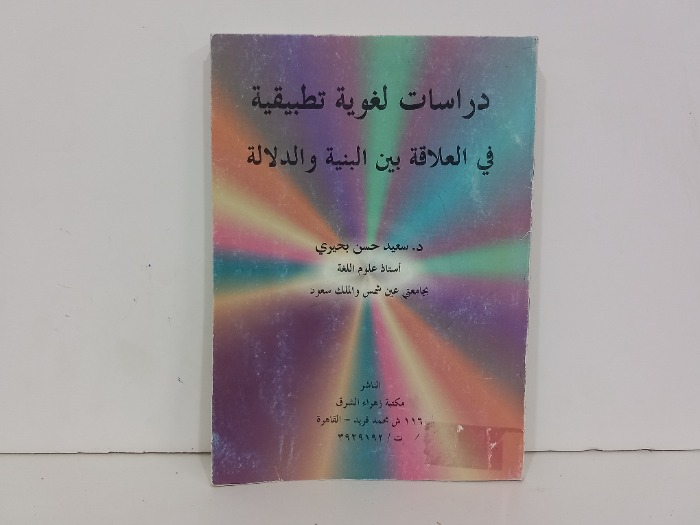 دراسات لغوية تطبيقية
في العلاقة بين البنية والدلالة
د. سعيد حسن بحيري
أستاذ علوم اللغة
بجامعتي عين شمس والملك سعود
الناشر
مكتبة زهراء الشرق
١١٦ ش محمد فريد - القاهرة
ت / ٣٩٢٩١٩٢ /